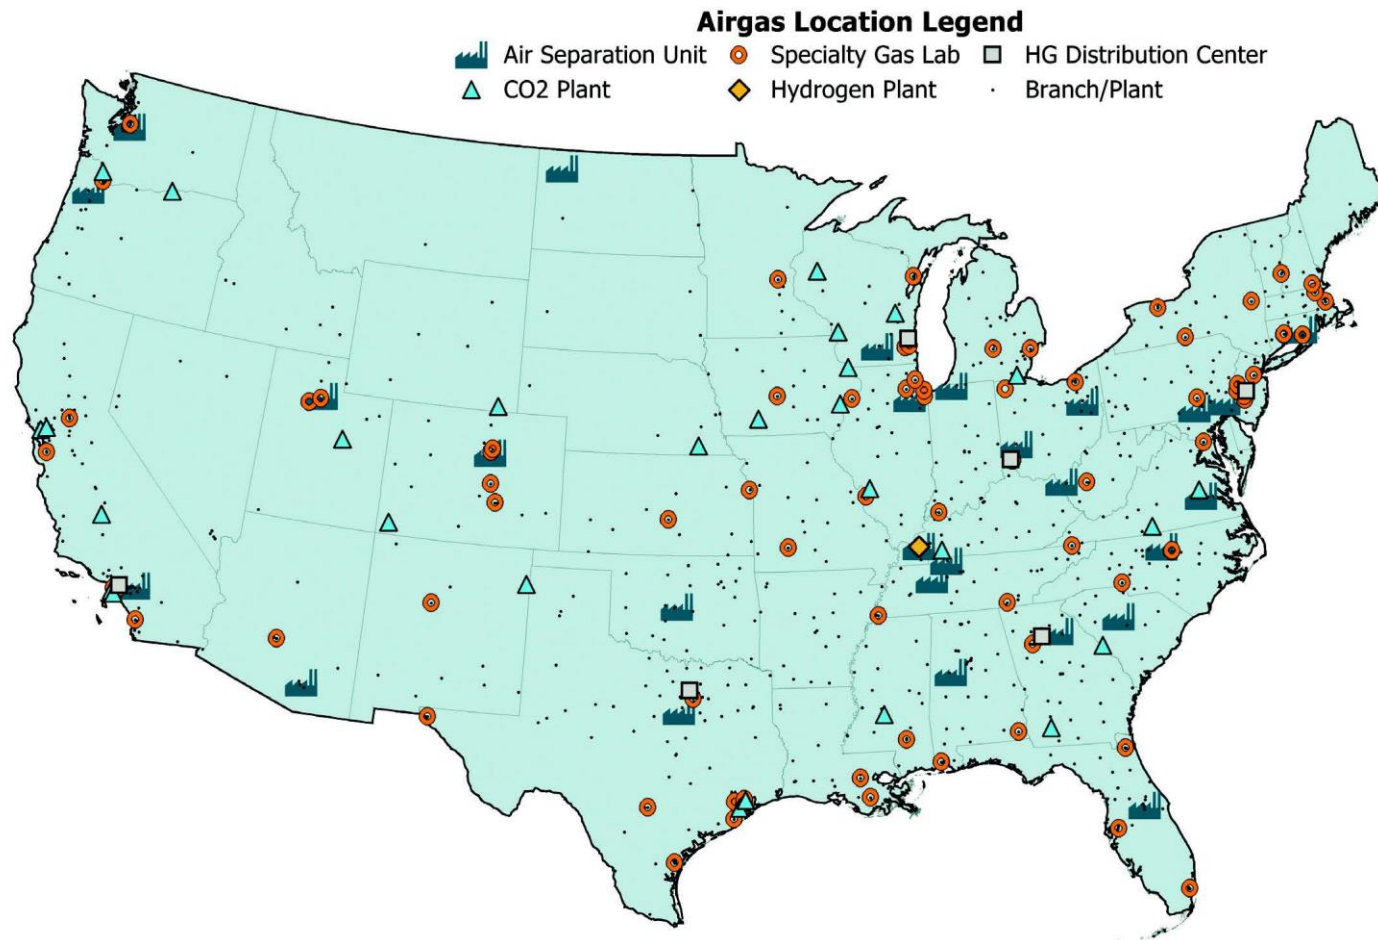 Airgas Location Legend
Air Separation Unit Specialty Gas Lab HG Distribution Center
CO2 Plant Hydrogen Plant Branch/Plant